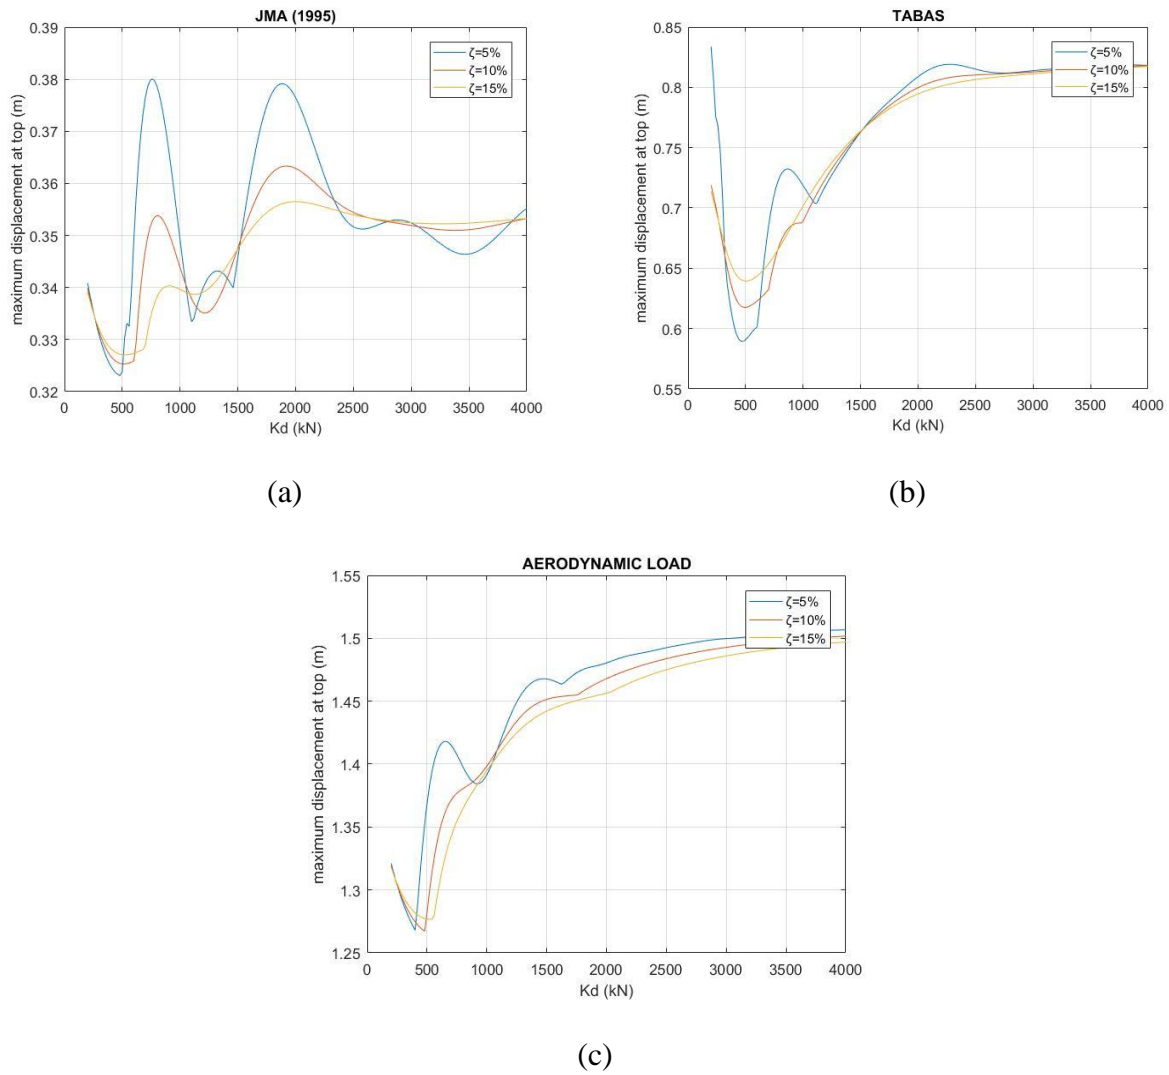 JMA (1995)
0.39
0.38
0.37
0.36
0.35
0.34
0.33
0.32
maximum displacement at top (m)
ζ=5%
ζ=10%
ζ=15%
0 500 1000 1500 2000 2500 3000 3500 4000
Kd (kN)
(a)
TABAS
0.85
0.8
0.75
0.7
0.65
0.6
0.55
maximum displacement at top (m)
ζ=5%
ζ=10%
ζ=15%
0 500 1000 1500 2000 2500 3000 3500 4000
Kd (kN)
(b)
AERODYNAMIC LOAD
1.55
1.5
1.45
1.4
1.35
1.3
1.25
maximum displacement at top (m)
ζ=5%
ζ=10%
ζ=15%
0 500 1000 1500 2000 2500 3000 3500 4000
Kd (kN)
(c)